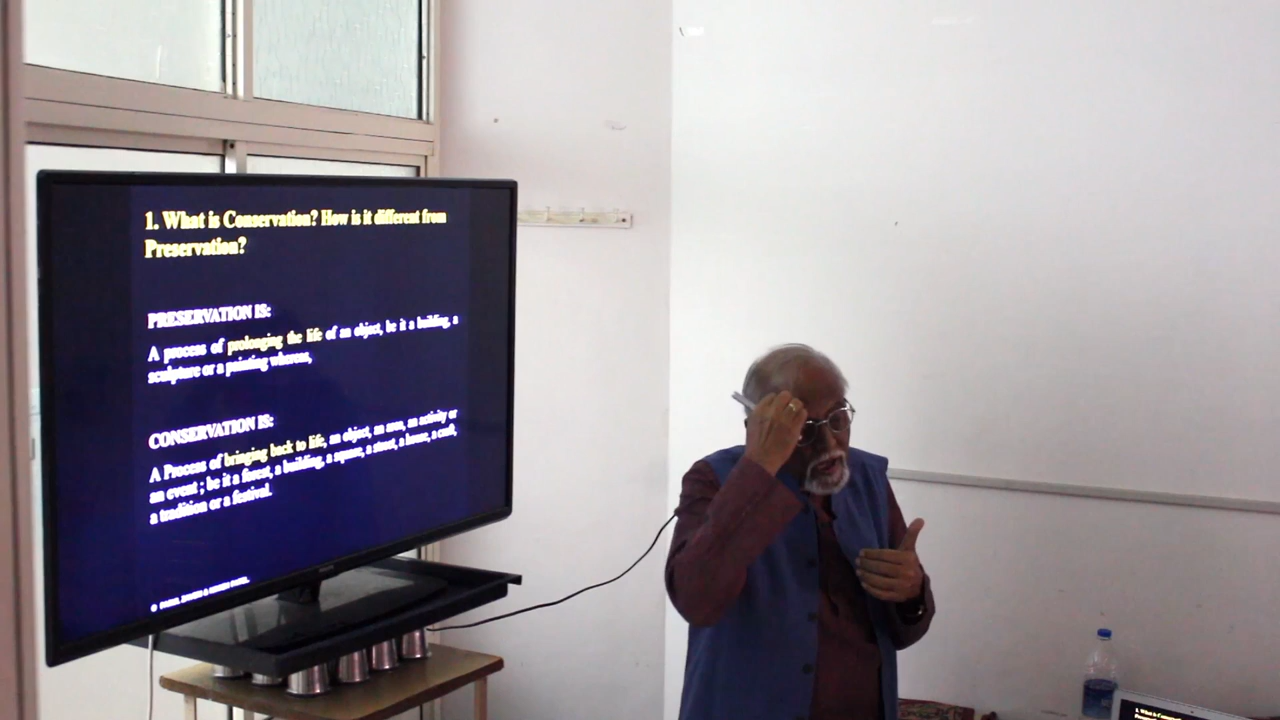 1. What is Conservation? How is it different from
Preservation?
PRESERVATION IS:
A process of prolonging the life of an object, be it a building, a
sculpture or a painting whereas,
CONSERVATION IS:
A Process of bringing back to life, an object, an area, an activity or
an event ; be it a forest, a building, a square, a street, a house, a craft,
a tradition or a festival.